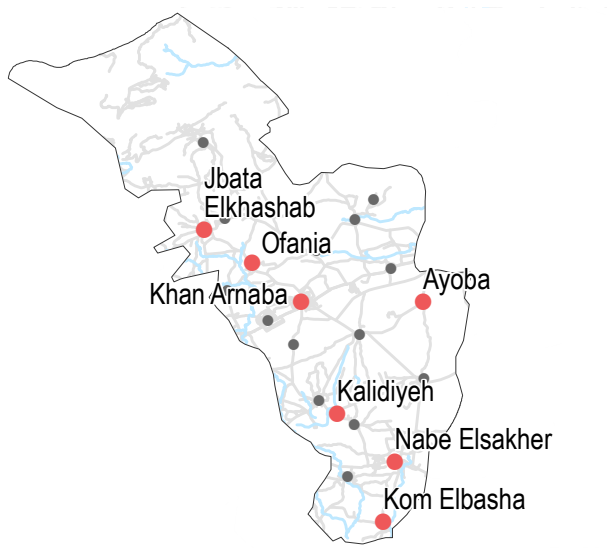 Jbata
Elkhashab
Ofania
Khan Arnaba
Ayoba
Kalidiyeh
Nabe Elsakher
Kom Elbasha